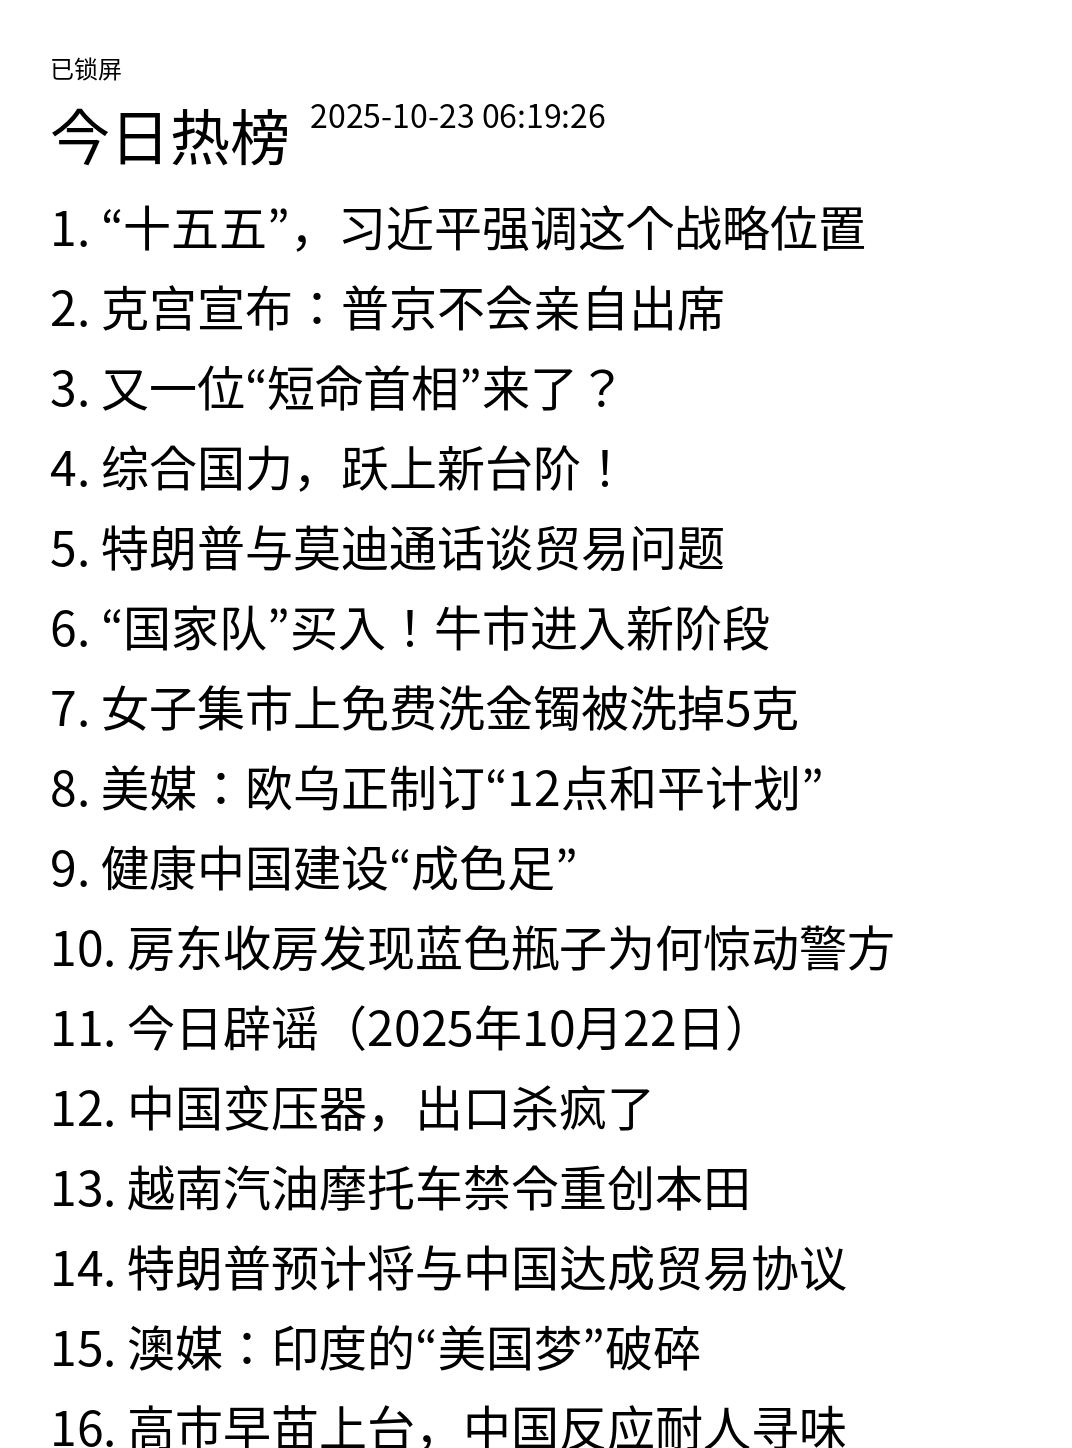 已锁屏
今日热榜 2025-10-23 06:19:26
1. “十五五”，习近平强调这个战略位置
2. 克宫宣布：普京不会亲自出席
3. 又一位“短命首相”来了？
4. 综合国力，跃上新台阶！
5. 特朗普与莫迪通话谈贸易问题
6. “国家队”买入！牛市进入新阶段
7. 女子集市上免费洗金镯被洗掉5克
8. 美媒：欧乌正制订“12点和平计划”
9. 健康中国建设“成色足”
10. 房东收房发现蓝色瓶子为何惊动警方
11. 今日辟谣（2025年10月22日）
12. 中国变压器，出口杀疯了
13. 越南汽油摩托车禁令重创本田
14. 特朗普预计将与中国达成贸易协议
15. 澳媒：印度的“美国梦”破碎
16. 高市早苗上台，中国反应耐人寻味